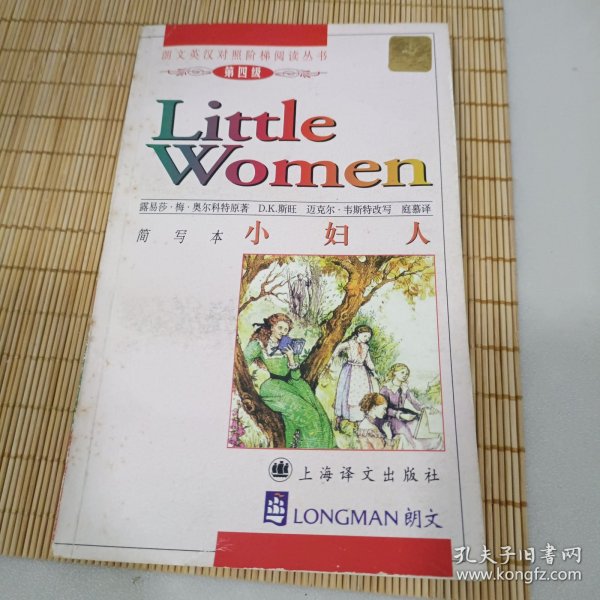 朗文英汉对照阶梯阅读丛书
第四级
Little
Women
露易莎·梅·奥尔科特原著 D.K.斯旺 迈克尔·韦斯特改写 庭慕译
简写本 小妇人
上海译文出版社
LONGMAN 朗文
孔夫子旧书网
www.kongfz.com